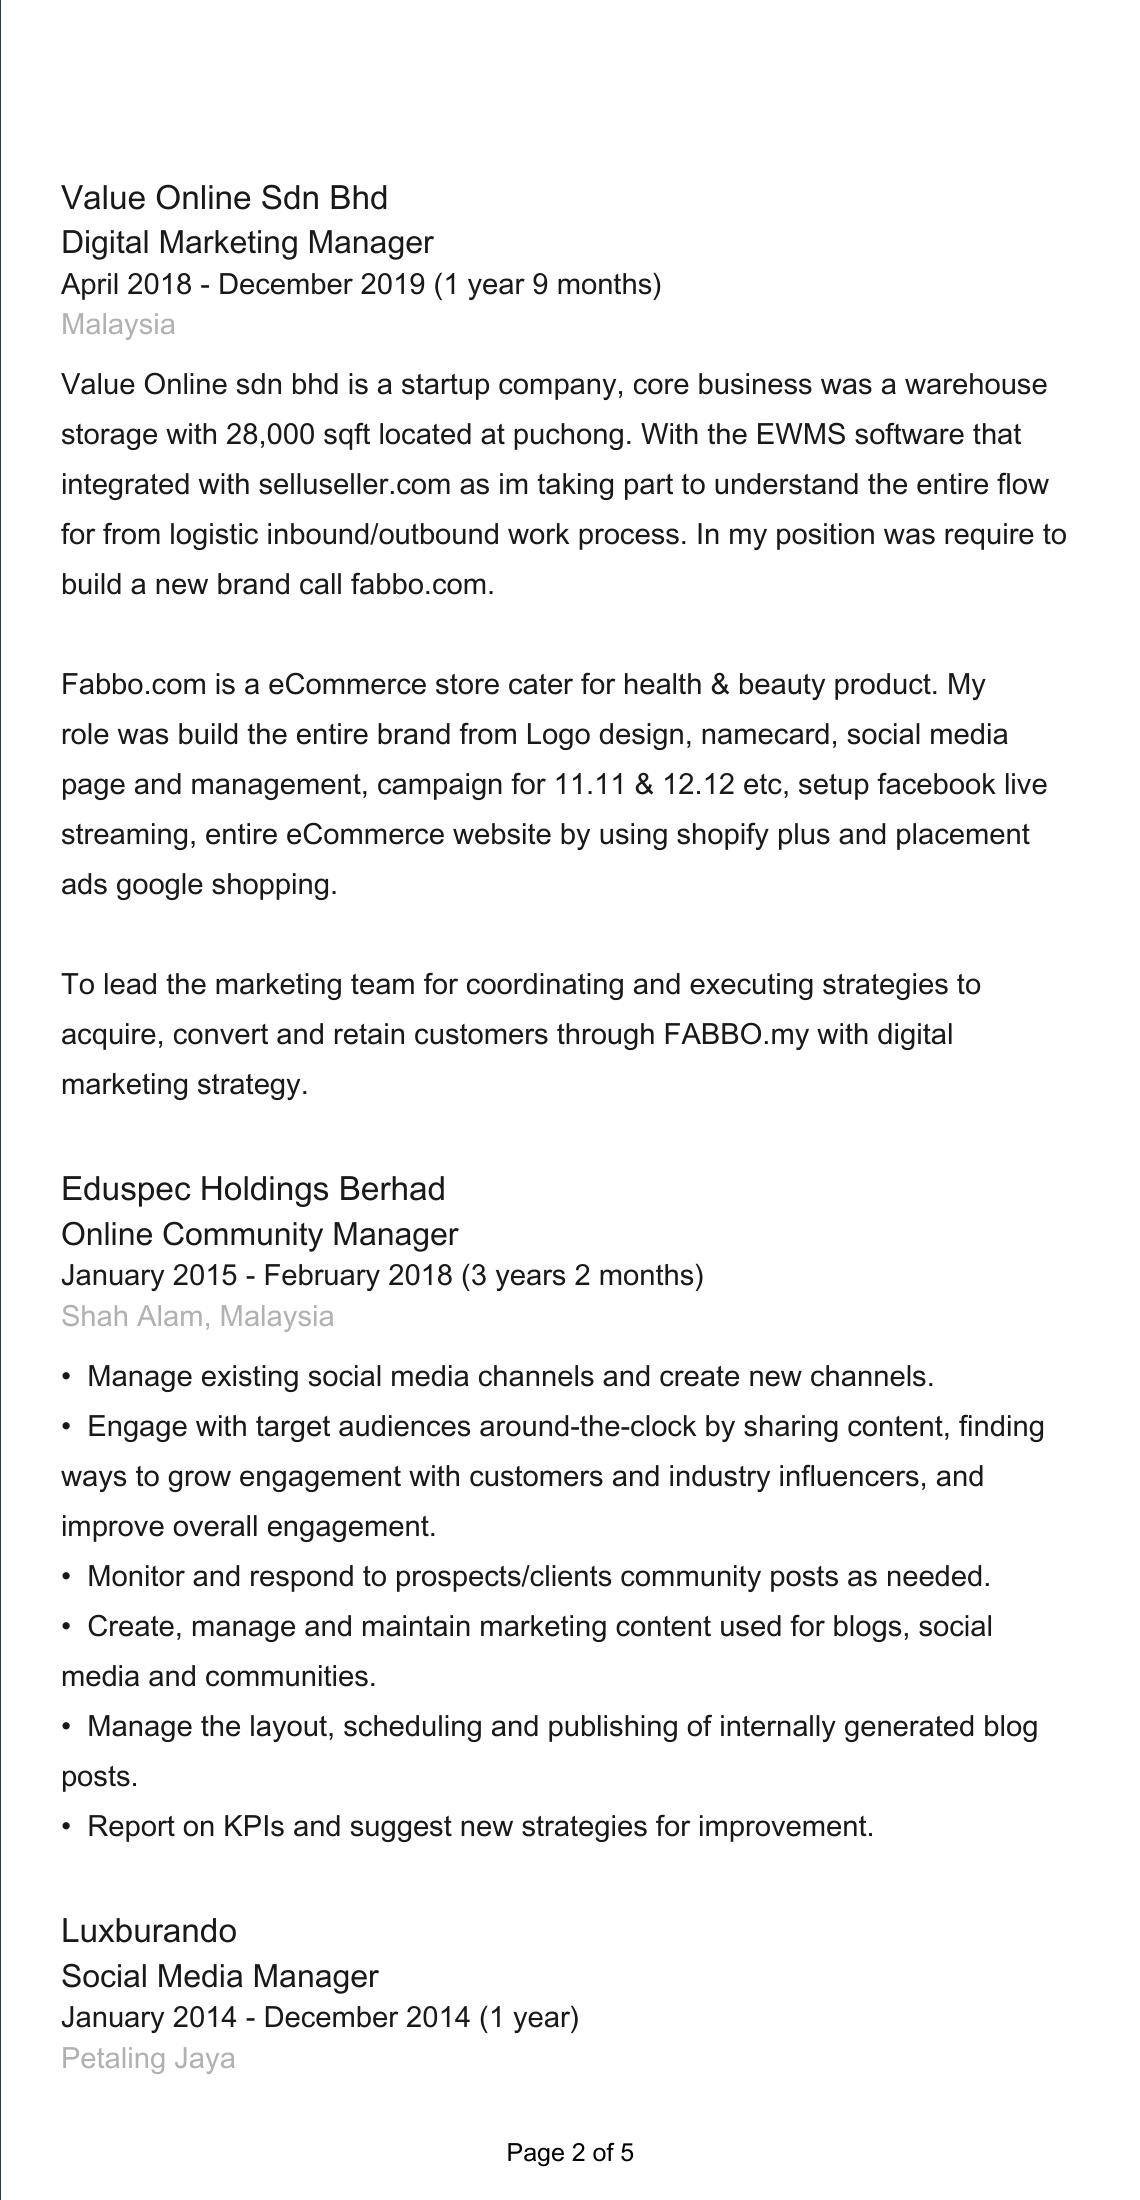 Value Online Sdn Bhd
Digital Marketing Manager
April 2018 - December 2019 (1 year 9 months)
Malaysia
Value Online sdn bhd is a startup company, core business was a warehouse
storage with 28,000 sqft located at puchong. With the EWMS software that
integrated with selluseller.com as im taking part to understand the entire flow
for from logistic inbound/outbound work process. In my position was require to
build a new brand call fabbo.com.
Fabbo.com is a eCommerce store cater for health & beauty product. My
role was build the entire brand from Logo design, namecard, social media
page and management, campaign for 11.11 & 12.12 etc, setup facebook live
streaming, entire eCommerce website by using shopify plus and placement
ads google shopping.
To lead the marketing team for coordinating and executing strategies to
acquire, convert and retain customers through FABBO.my with digital
marketing strategy.
Eduspec Holdings Berhad
Online Community Manager
January 2015 - February 2018 (3 years 2 months)
Shah Alam, Malaysia
• Manage existing social media channels and create new channels.
• Engage with target audiences around-the-clock by sharing content, finding
ways to grow engagement with customers and industry influencers, and
improve overall engagement.
• Monitor and respond to prospects/clients community posts as needed.
• Create, manage and maintain marketing content used for blogs, social
media and communities.
• Manage the layout, scheduling and publishing of internally generated blog
posts.
• Report on KPIs and suggest new strategies for improvement.
Luxburando
Social Media Manager
January 2014 - December 2014 (1 year)
Petaling Jaya
Page 2 of 5